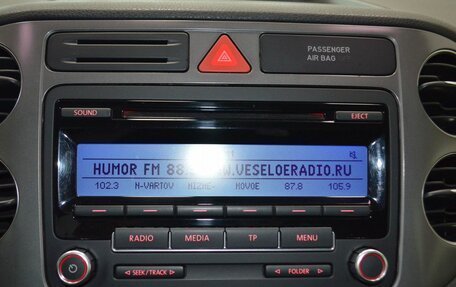 PASSENGER
AIR BAG
SOUND
EJECT
HUMOR FM 88. W.VESELOERADIO.RU
102.3 N-VARTOV NIZNE- NOVOE 87.8 105.9
RADIO MEDIA TP MENU
SEEK/TRACK FOLDER